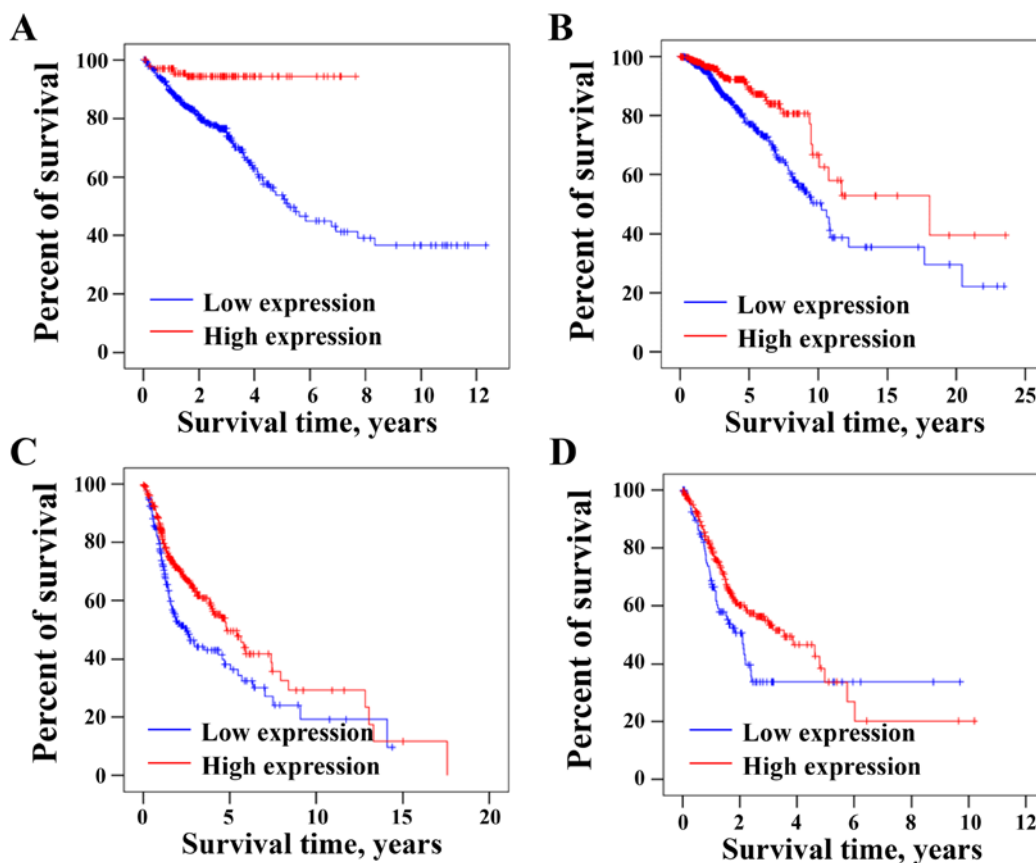 A
Percent of survival
100
80
60
40
20
0
Low expression
High expression
0 2 4 6 8 10 12
Survival time, years
B
Percent of survival
100
80
60
40
20
0
Low expression
High expression
0 5 10 15 20 25
Survival time, years
C
Percent of survival
100
80
60
40
20
0
Low expression
High expression
0 5 10 15 20
Survival time, years
D
Percent of survival
100
80
60
40
20
0
Low expression
High expression
0 2 4 6 8 10 12
Survival time, years